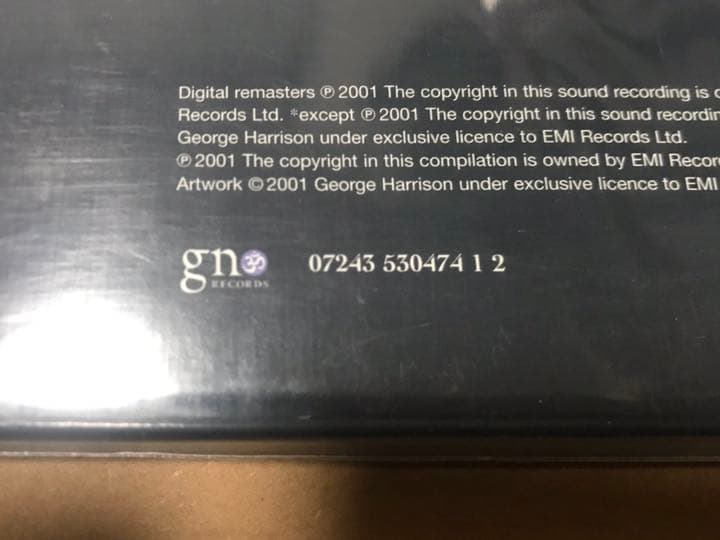 Digital remasters ℗ 2001 The copyright in this sound recording is
Records Ltd. *except ℗ 2001 The copyright in this sound
George Harrison under exclusive licence to EMI Records Ltd.
℗ 2001 The copyright in this compilation is owned by EMI
Artwork © 2001 George Harrison under exclusive licence to EMI
gn ॐ
RECORDS
07243 530474 1 2